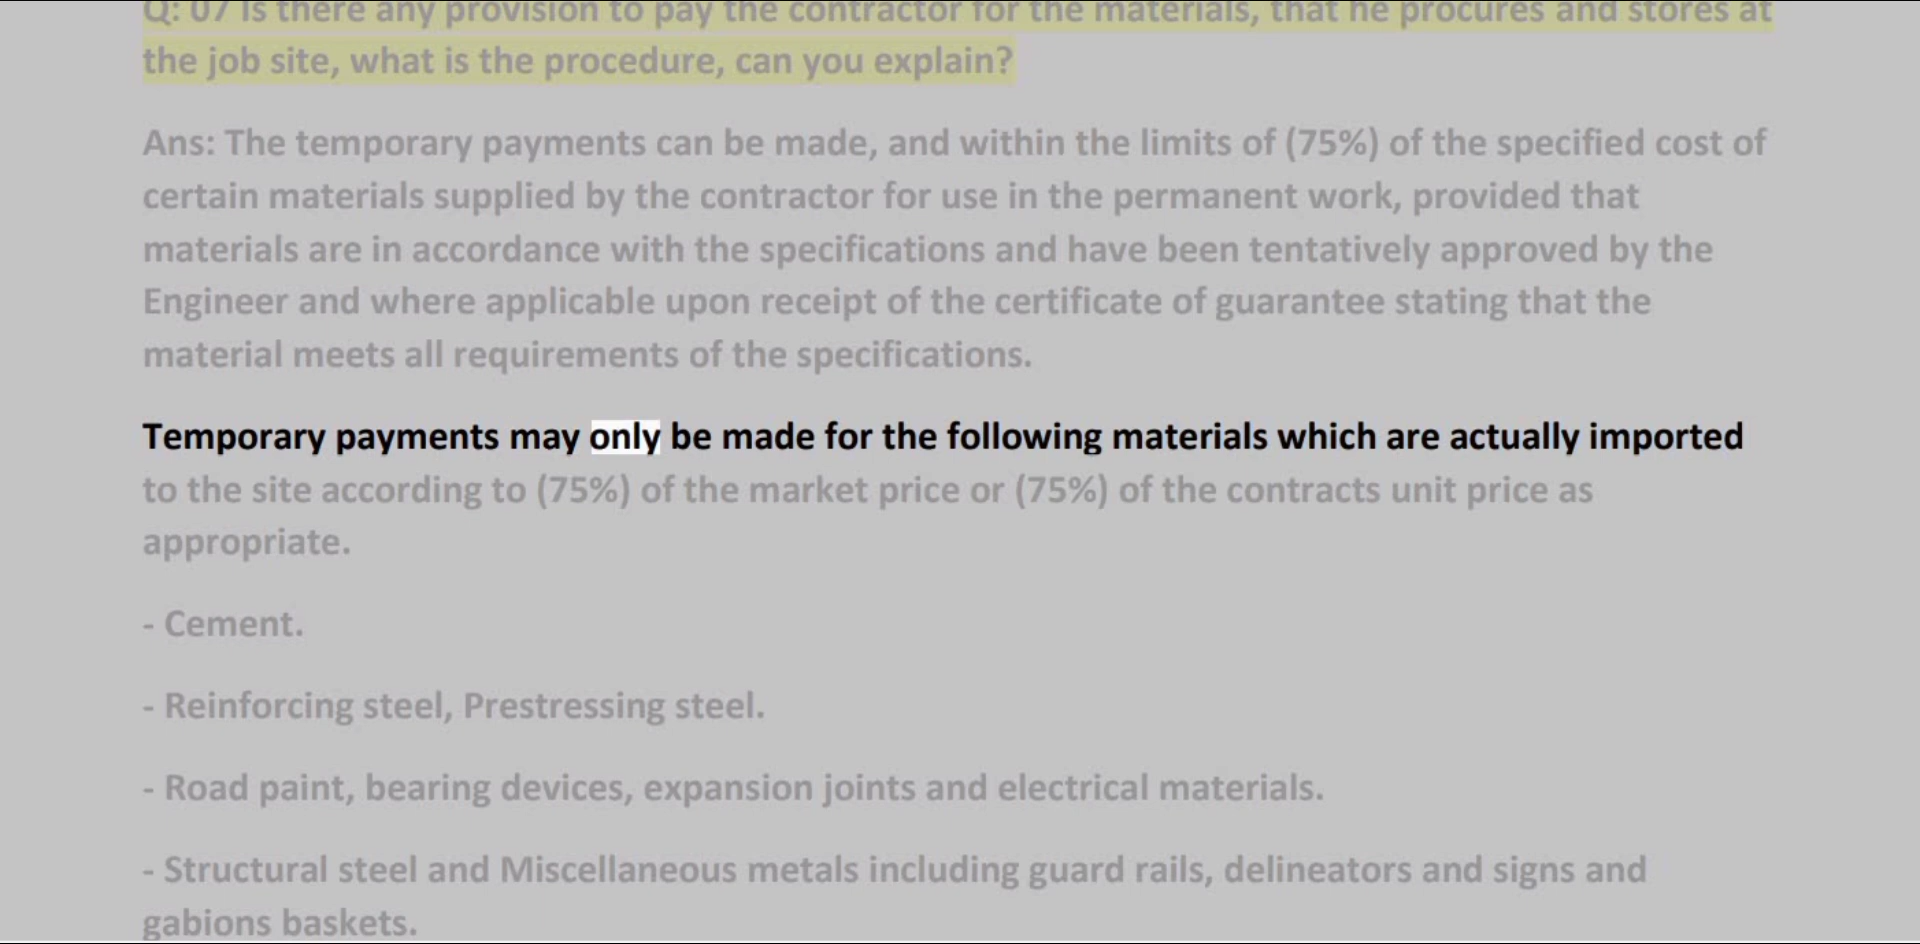 Q: 07 Is there any provision to pay the contractor for the materials, that he procures and stores at
the job site, what is the procedure, can you explain?
Ans: The temporary payments can be made, and within the limits of (75%) of the specified cost of
certain materials supplied by the contractor for use in the permanent work, provided that
materials are in accordance with the specifications and have been tentatively approved by the
Engineer and where applicable upon receipt of the certificate of guarantee stating that the
material meets all requirements of the specifications.
Temporary payments may only be made for the following materials which are actually imported
to the site according to (75%) of the market price or (75%) of the contracts unit price as
appropriate.
- Cement.
- Reinforcing steel, Prestressing steel.
- Road paint, bearing devices, expansion joints and electrical materials.
- Structural steel and Miscellaneous metals including guard rails, delineators and signs and
gabions baskets.